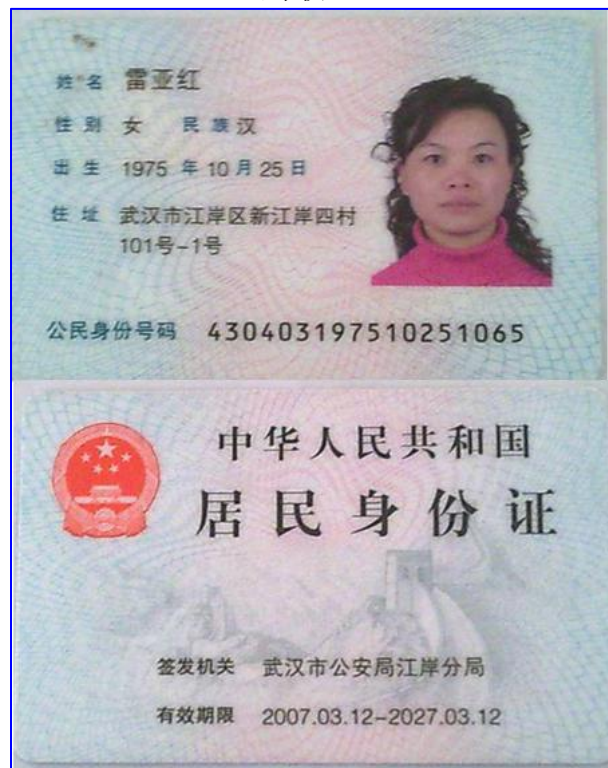 姓名 雷亚红
性别 女 民族 汉
出生 1975 年 10 月 25 日
住址 武汉市江岸区新江岸四村
101号-1号
公民身份号码 430403197510251065
中华人民共和国
居民身份证
签发机关 武汉市公安局江岸分局
有效期限 2007.03.12-2027.03.12